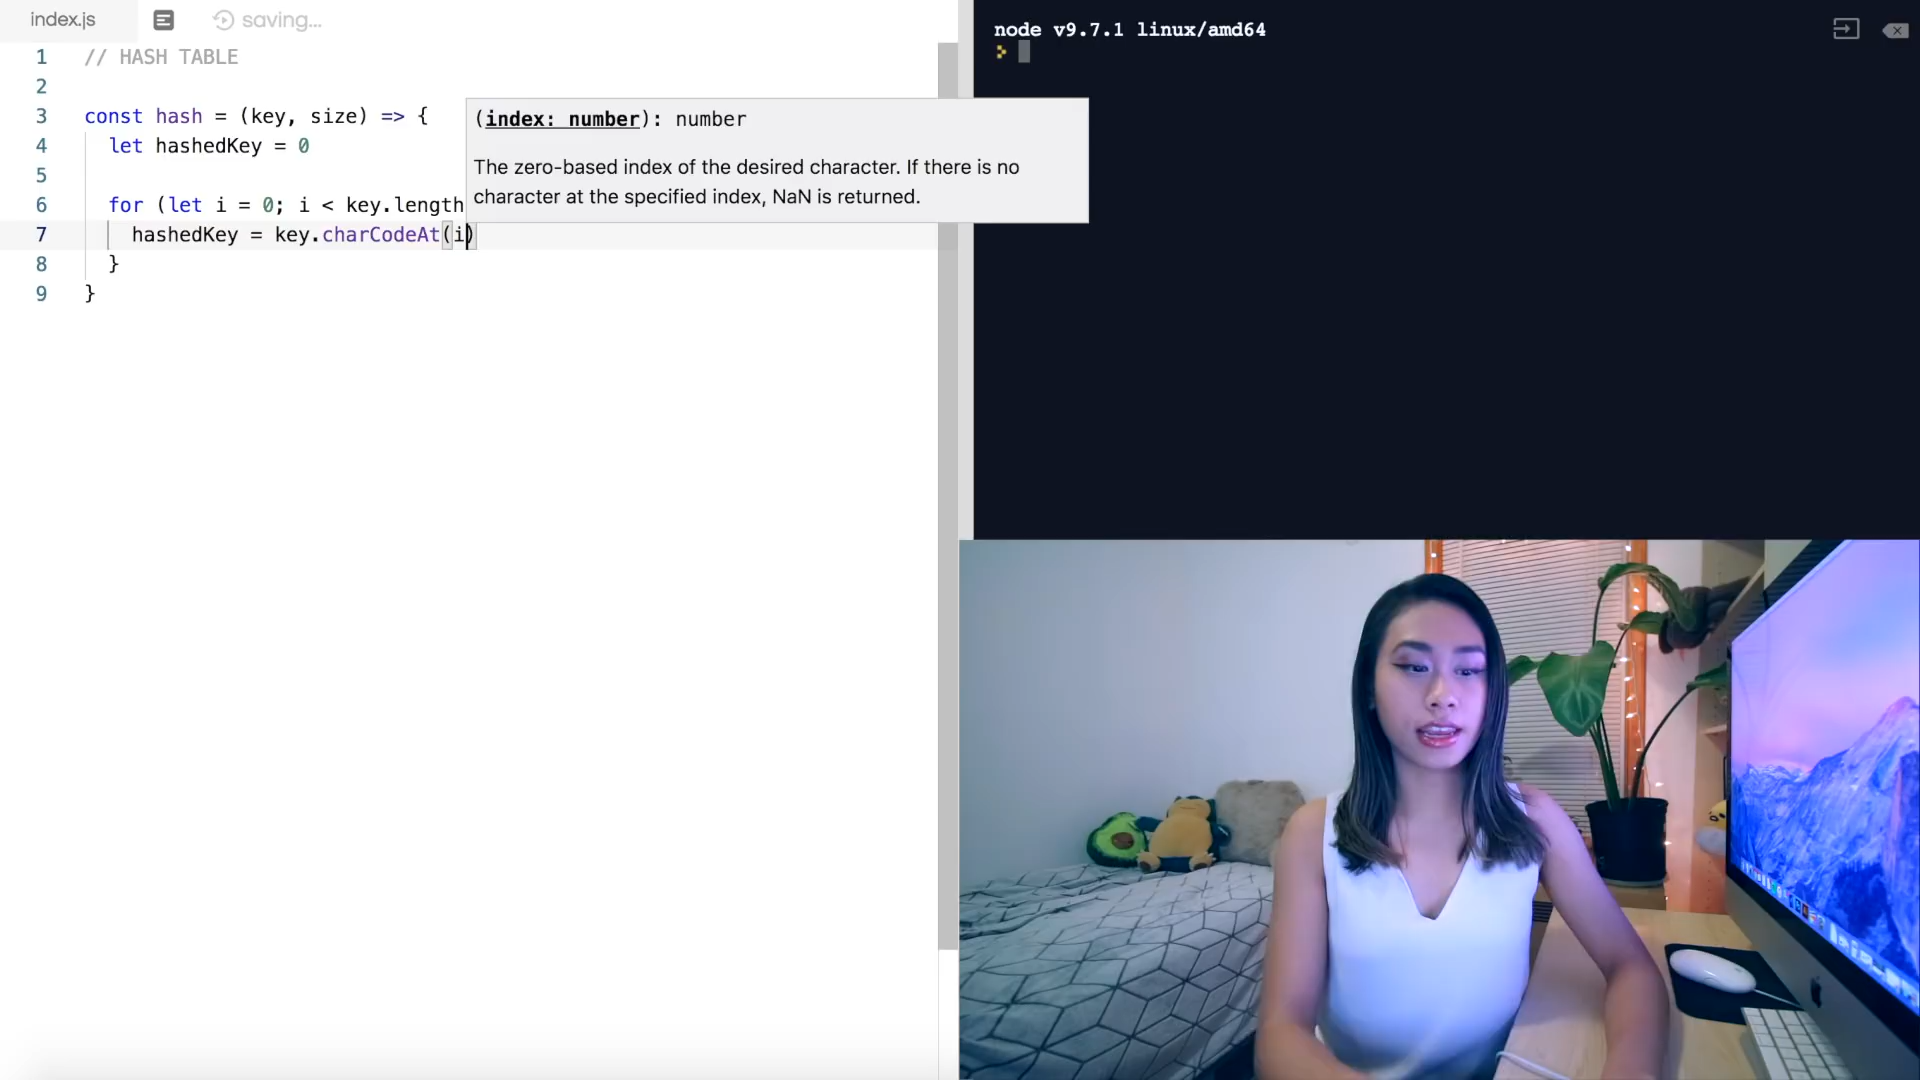 index.js
saving...
1 // HASH TABLE
2
3 const hash = (key, size) => {
4 let hashedKey = 0
5
6 for (let i = 0; i < key.length
7 hashedKey = key.charCodeAt(i)
8 }
9 }
(index: number): number
The zero-based index of the desired character. If there is no
character at the specified index, NaN is returned.
node v9.7.1 linux/amd64